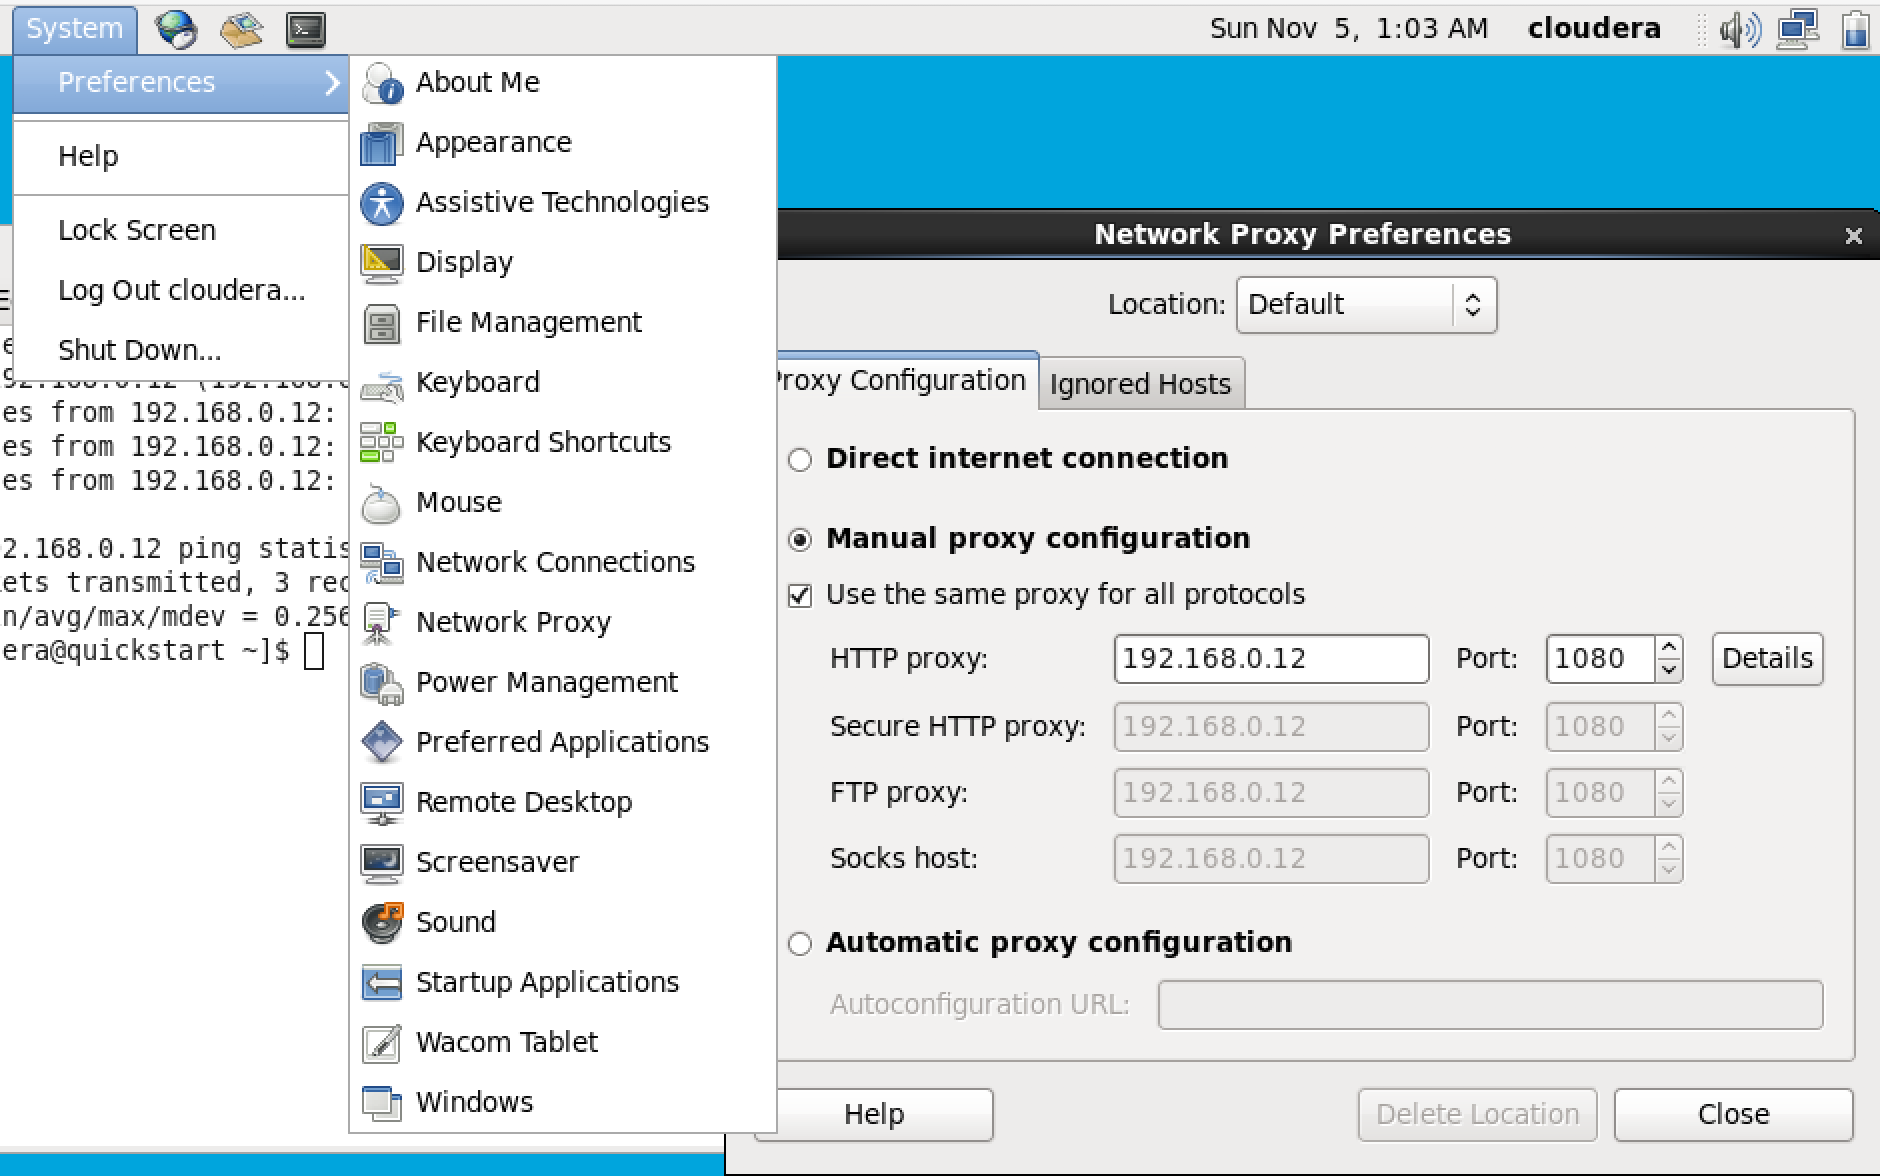 System
Sun Nov 5, 1:03 AM cloudera
Preferences
Help
Lock Screen
Log Out cloudera...
Shut Down...
About Me
Appearance
Assistive Technologies
Display
File Management
Keyboard
Keyboard Shortcuts
Mouse
Network Connections
Network Proxy
Power Management
Preferred Applications
Remote Desktop
Screensaver
Sound
Startup Applications
Wacom Tablet
Windows
es from 192.168.0.12:
es from 192.168.0.12:
es from 192.168.0.12:
2.168.0.12 ping statis
ets transmitted, 3 rec
n/avg/max/mdev = 0.256
era@quickstart ~]$
Network Proxy Preferences
Location: Default
Proxy Configuration
Ignored Hosts
Direct internet connection
Manual proxy configuration
Use the same proxy for all protocols
HTTP proxy: 192.168.0.12 Port: 1080 Details
Secure HTTP proxy: 192.168.0.12 Port: 1080
FTP proxy: 192.168.0.12 Port: 1080
Socks host: 192.168.0.12 Port: 1080
Automatic proxy configuration
Autoconfiguration URL:
Help
Delete Location
Close